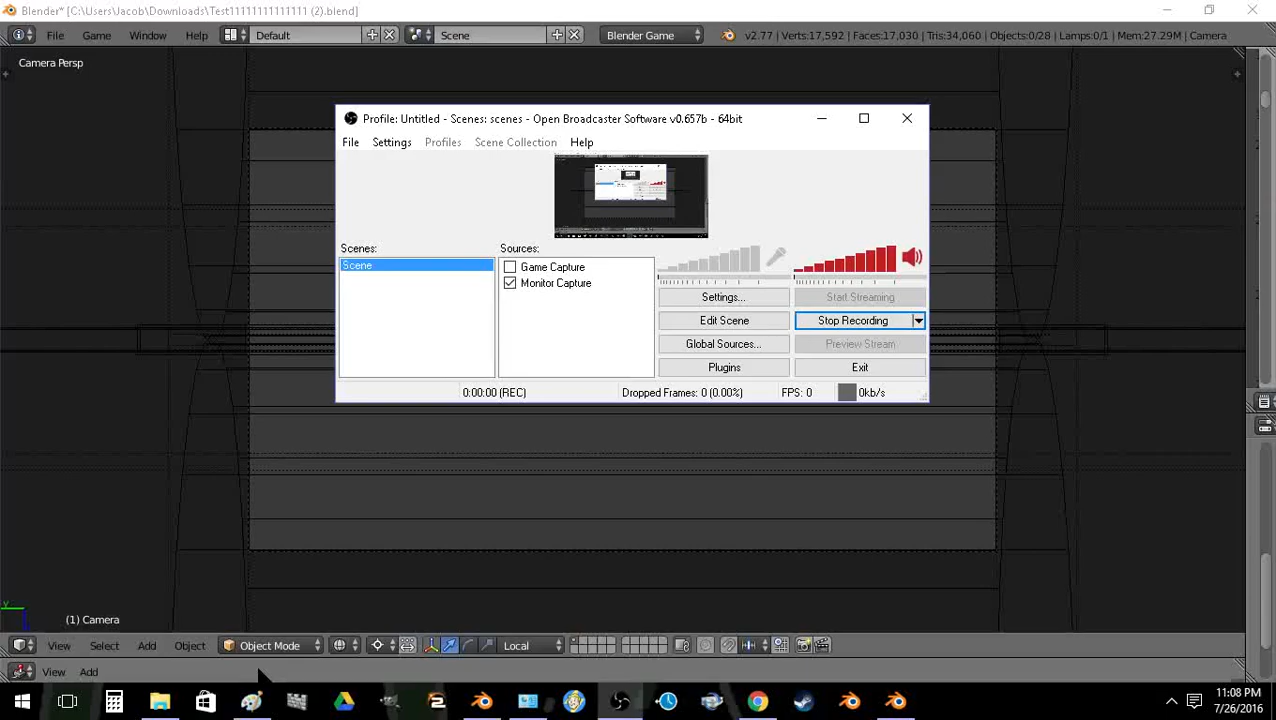 Blender* [C:\Users\Jacob\Downloads\Test11111111111111 (2).blend]
File Game Window Help Default Scene Blender Game v2.77 | Verts:17,592 | Faces:17,030 | Tris:34,060 | Objects:0/28 | Lamps:0/1 | Mem:27.29M | Camera
Camera Persp
Profile: Untitled - Scenes: scenes - Open Broadcaster Software v0.657b - 64bit
File Settings Profiles Scene Collection Help
Scenes: Sources:
Scene
Game Capture
Monitor Capture
Settings... Start Streaming
Edit Scene Stop Recording
Global Sources... Preview Stream
Plugins Exit
0:00:00 (REC) Dropped Frames: 0 (0.00%) FPS: 0 0kb/s
y
(1) Camera
View Select Add Object Object Mode Local
View Add
11:08 PM
7/26/2016